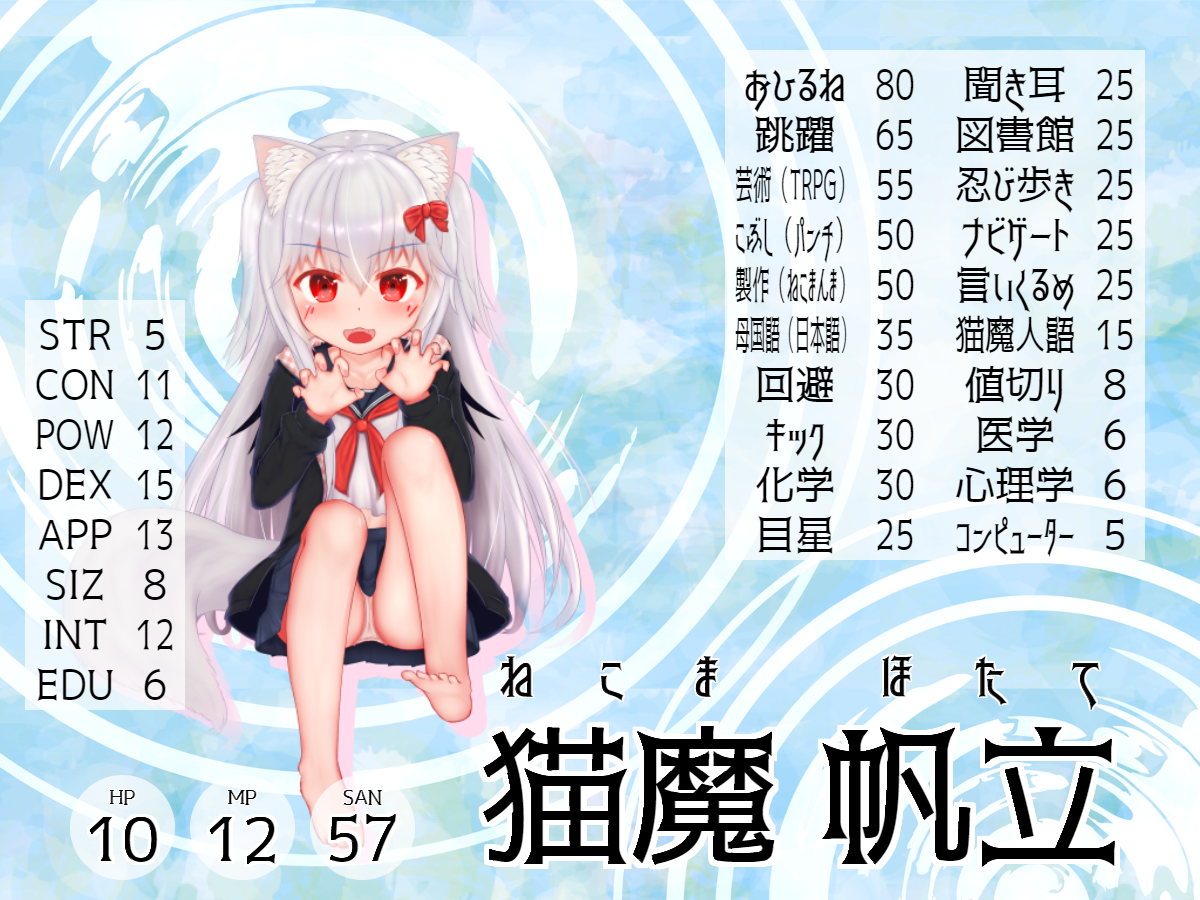 おひるね 80 聞き耳 25
跳躍 65 図書館 25
芸術（TRPG） 55 忍び歩き 25
こぶし（パンチ） 50 ナビゲート 25
製作（ねこまんま） 50 言いくるめ 25
母国語（日本語） 35 猫魔人語 15
回避 30 値切り 8
キック 30 医学 6
化学 30 心理学 6
目星 25 コンピューター 5
STR 5
CON 11
POW 12
DEX 15
APP 13
SIZ 8
INT 12
EDU 6
ねこま ほたて
猫魔 帆立
HP MP SAN
10 12 57